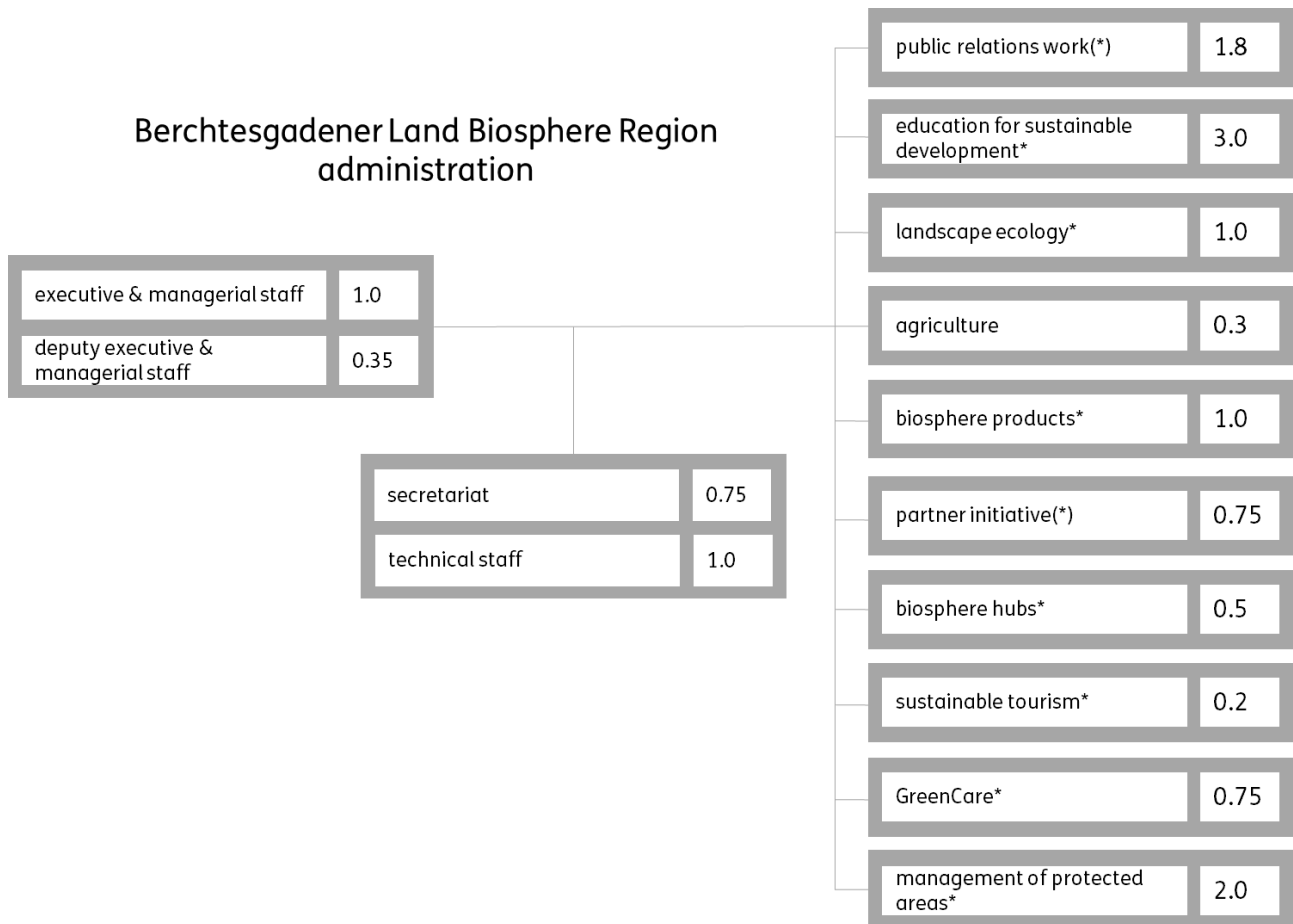 Berchtesgadener Land Biosphere Region
administration
executive & managerial staff 1.0
deputy executive &
managerial staff 0.35
secretariat 0.75
technical staff 1.0
public relations work(*) 1.8
education for sustainable
development* 3.0
landscape ecology* 1.0
agriculture 0.3
biosphere products* 1.0
partner initiative(*) 0.75
biosphere hubs* 0.5
sustainable tourism* 0.2
GreenCare* 0.75
management of protected
areas* 2.0